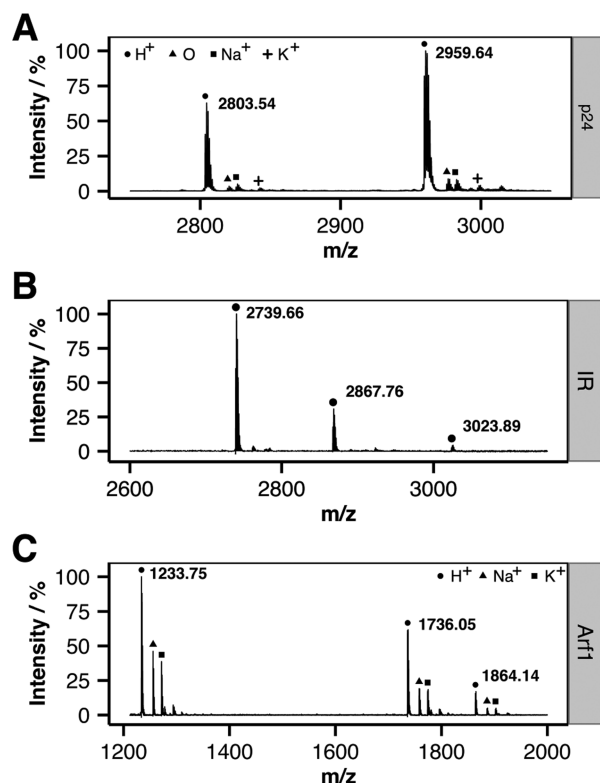 A
● H+ ▲ O ■ Na+ + K+
2803.54
2959.64
100
75
50
25
0
Intensity / %
2800 2900 3000
m/z
p24
B
2739.66
2867.76
3023.89
100
75
50
25
0
Intensity / %
2600 2800 3000
m/z
IR
C
● H+ ▲ Na+ ■ K+
1233.75
1736.05
1864.14
100
75
50
25
0
Intensity / %
1200 1400 1600 1800 2000
m/z
Arf1